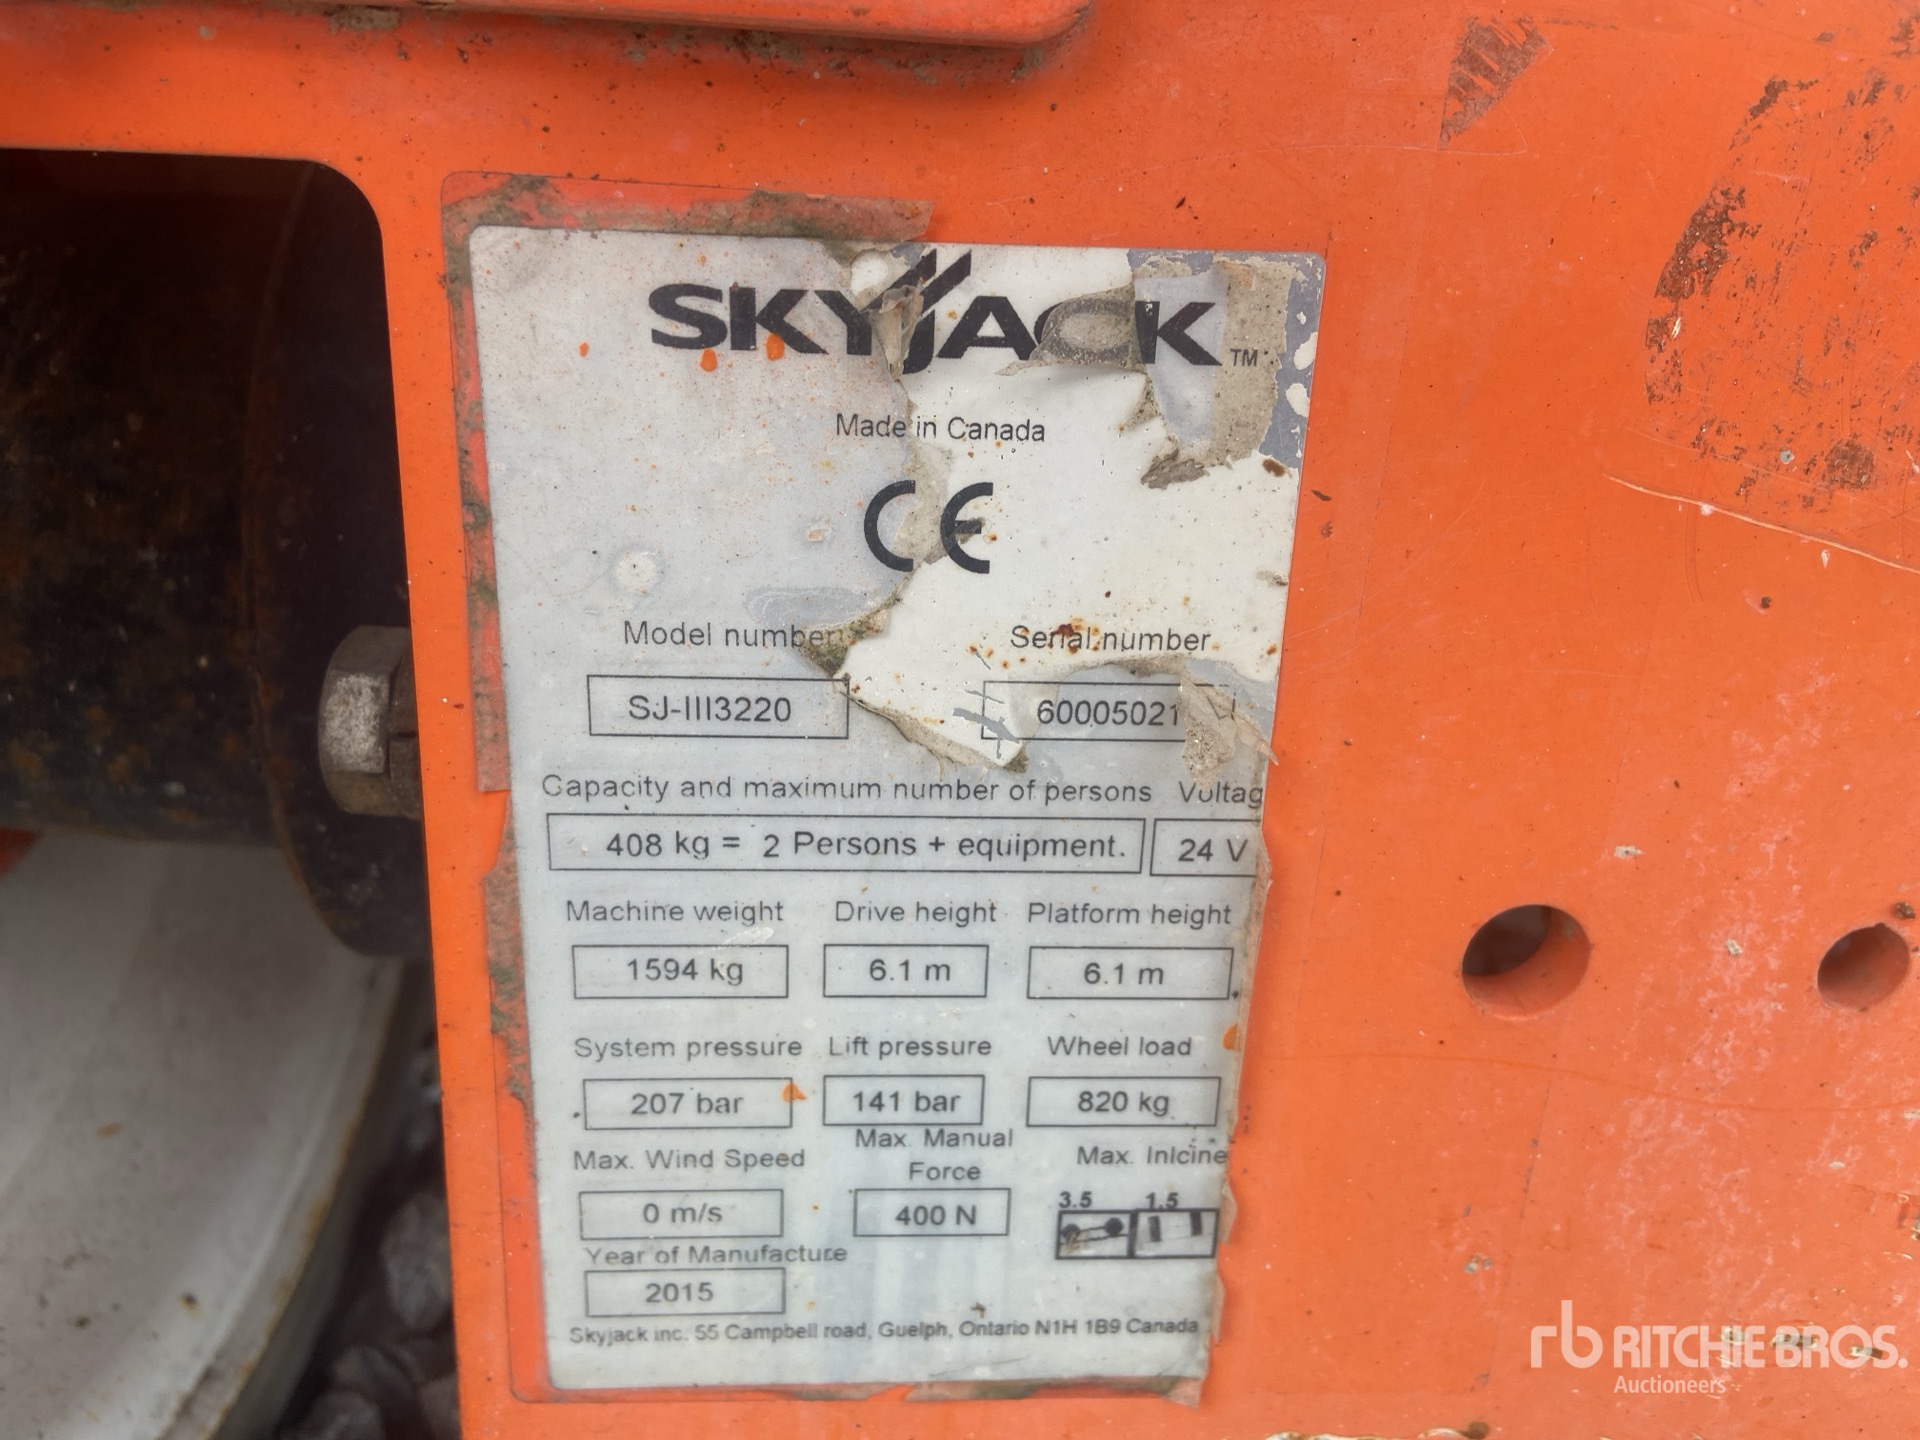 SKYJACK™
Made in Canada
CE
Model number Serial number
SJ-III3220 60005021
Capacity and maximum number of persons Voltag
408 kg = 2 Persons + equipment. 24 V
Machine weight Drive height Platform height
1594 kg 6.1 m 6.1 m
System pressure Lift pressure Wheel load
207 bar 141 bar 820 kg
Max. Wind Speed Max. Manual Force Max. Inlcine
0 m/s 400 N 3.5 1.5
Year of Manufacture
2015
Skyjack inc. 55 Campbell road, Guelph, Ontario N1H 1B9 Canada
rb RITCHIE BROS.
Auctioneers